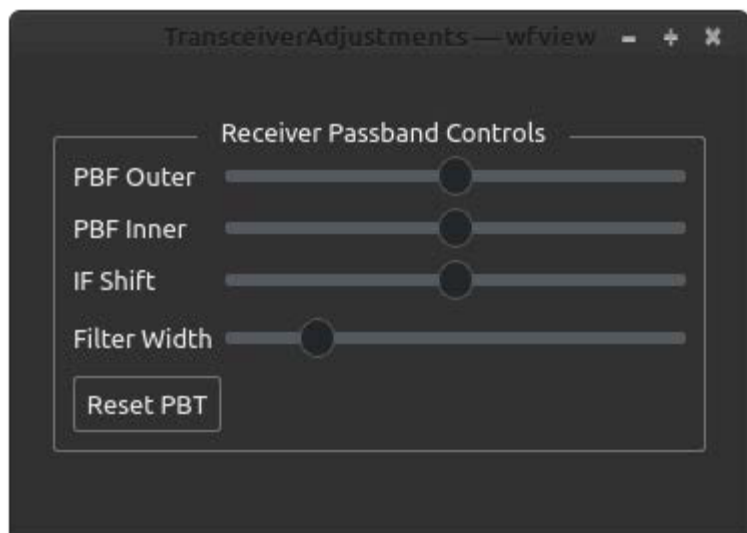 TransceiverAdjustments — wfview
Receiver Passband Controls
PBF Outer
PBF Inner
IF Shift
Filter Width
Reset PBT